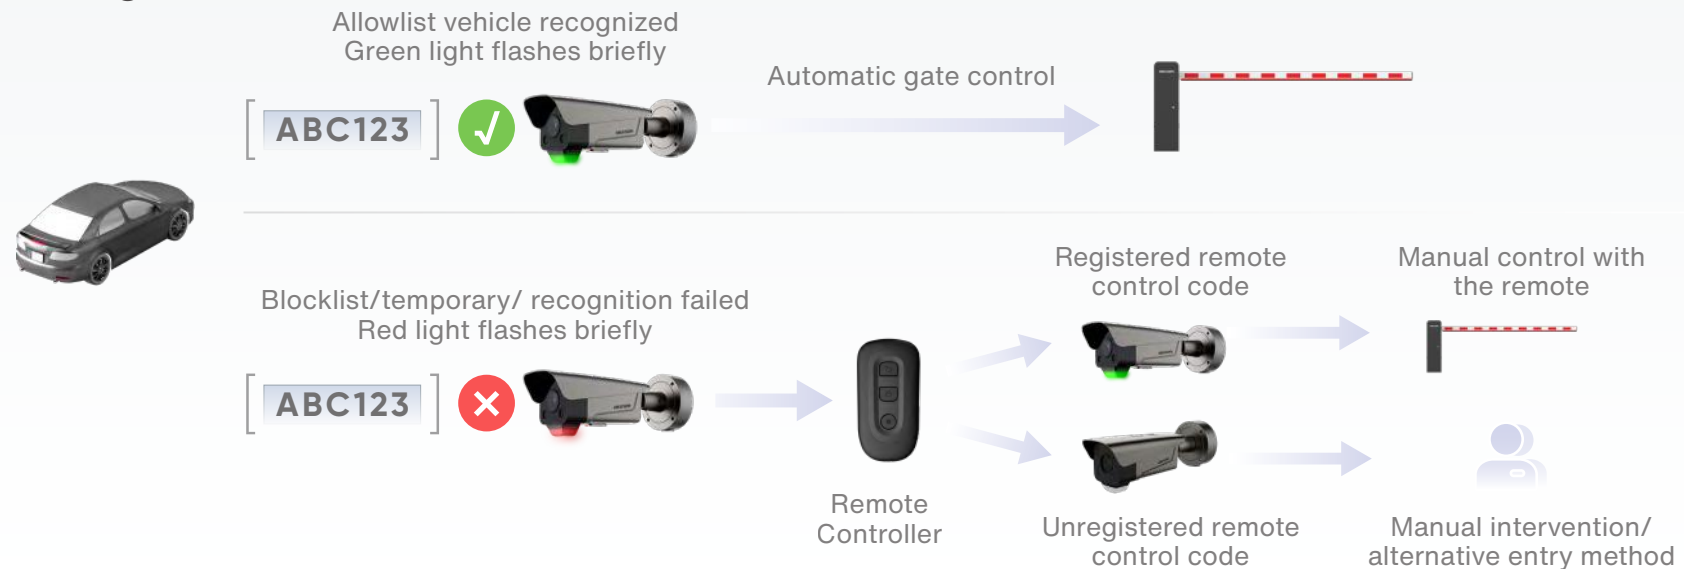 Allowlist vehicle recognized
Green light flashes briefly
Automatic gate control
ABC123
Blocklist/temporary/ recognition failed
Red light flashes briefly
ABC123
Remote
Controller
Registered remote
control code
Manual control with
the remote
Unregistered remote
control code
Manual intervention/
alternative entry method